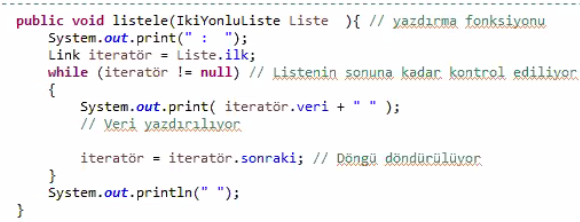 public void listele(IkiYonluListe Liste  ){ // yazdırma fonksiyonu
System.out.print(" :  ");
Link iteratör = Liste.ilk;
while (iteratör != null) // Listenin sonuna kadar kontrol ediliyor
{
System.out.print( iteratör.veri + " " );
// Veri yazdırılıyor
iteratör = iteratör.sonraki; // Döngü döndürülüyor
}
System.out.println(" ");
}